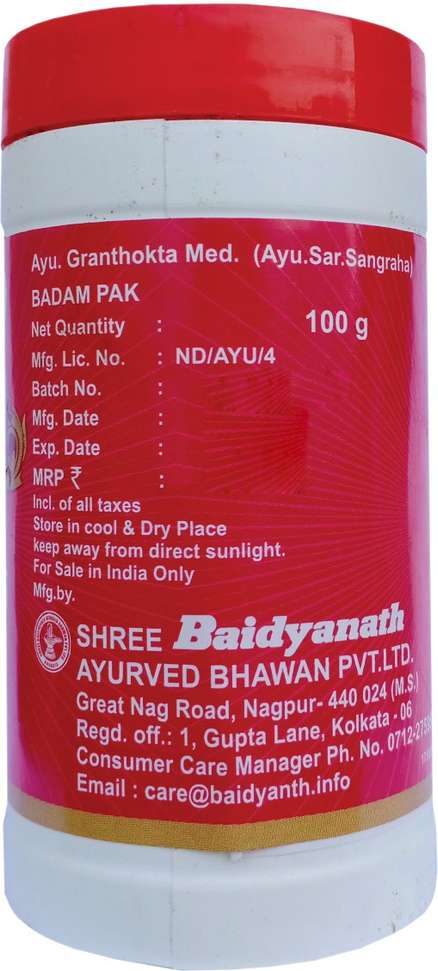 Ayu. Granthokta Med. (Ayu.Sar.Sangraha)
BADAM PAK
Net Quantity : 100 g
Mfg. Lic. No. : ND/AYU/4
Batch No. :
Mfg. Date :
Exp. Date :
MRP ₹ :
Incl. of all taxes
Store in cool & Dry Place
keep away from direct sunlight.
For Sale in India Only
Mfg.by.
SHREE Baidyanath
AYURVED BHAWAN PVT.LTD.
Great Nag Road, Nagpur- 440 024 (M.S.)
Regd. off.: 1, Gupta Lane, Kolkata - 06
Consumer Care Manager Ph. No. 0712-275
Email : care@baidyanth.info